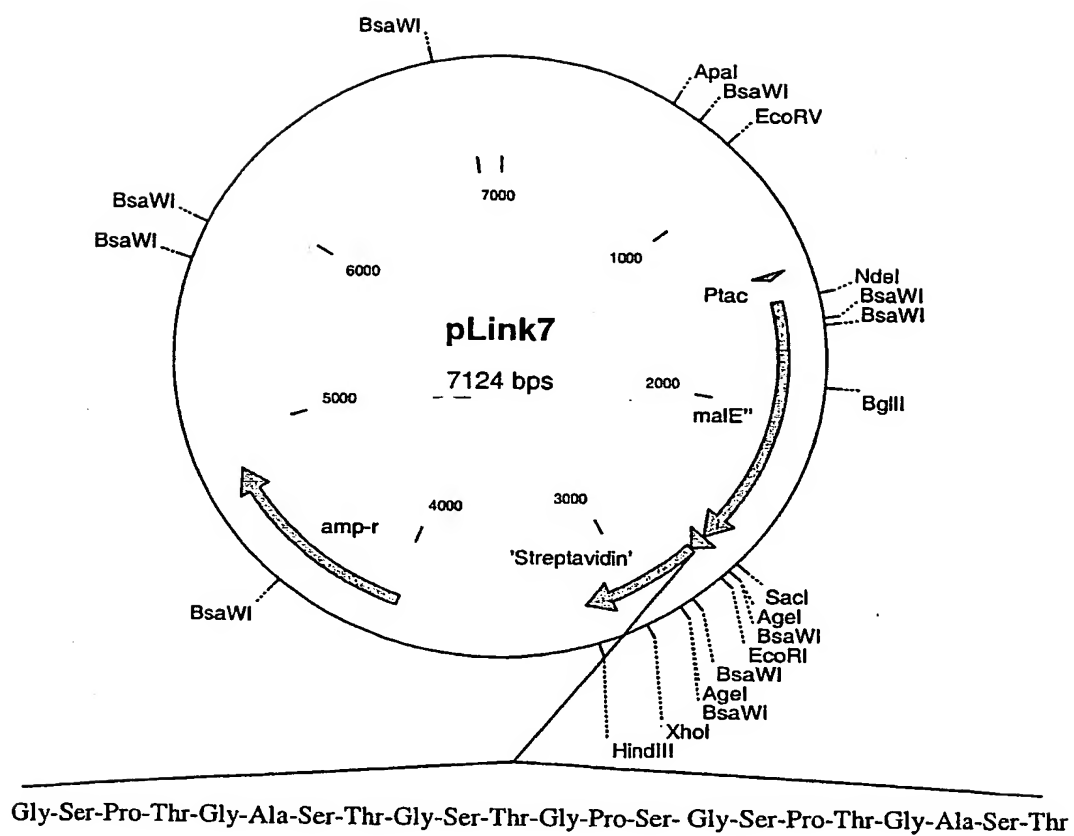 BsaWI
ApaI
BsaWI
EcoRV
7000
BsaWI
BsaWI
6000
1000
Ptac
NdeI
BsaWI
BsaWI
pLink7
7124 bps
5000
2000
malE"
BglII
4000
3000
amp-r
'Streptavidin'
BsaWI
SacI
AgeI
BsaWI
EcoRI
BsaWI
AgeI
BsaWI
XhoI
HindIII
Gly-Ser-Pro-Thr-Gly-Ala-Ser-Thr-Gly-Ser-Thr-Gly-Pro-Ser- Gly-Ser-Pro-Thr-Gly-Ala-Ser-Thr